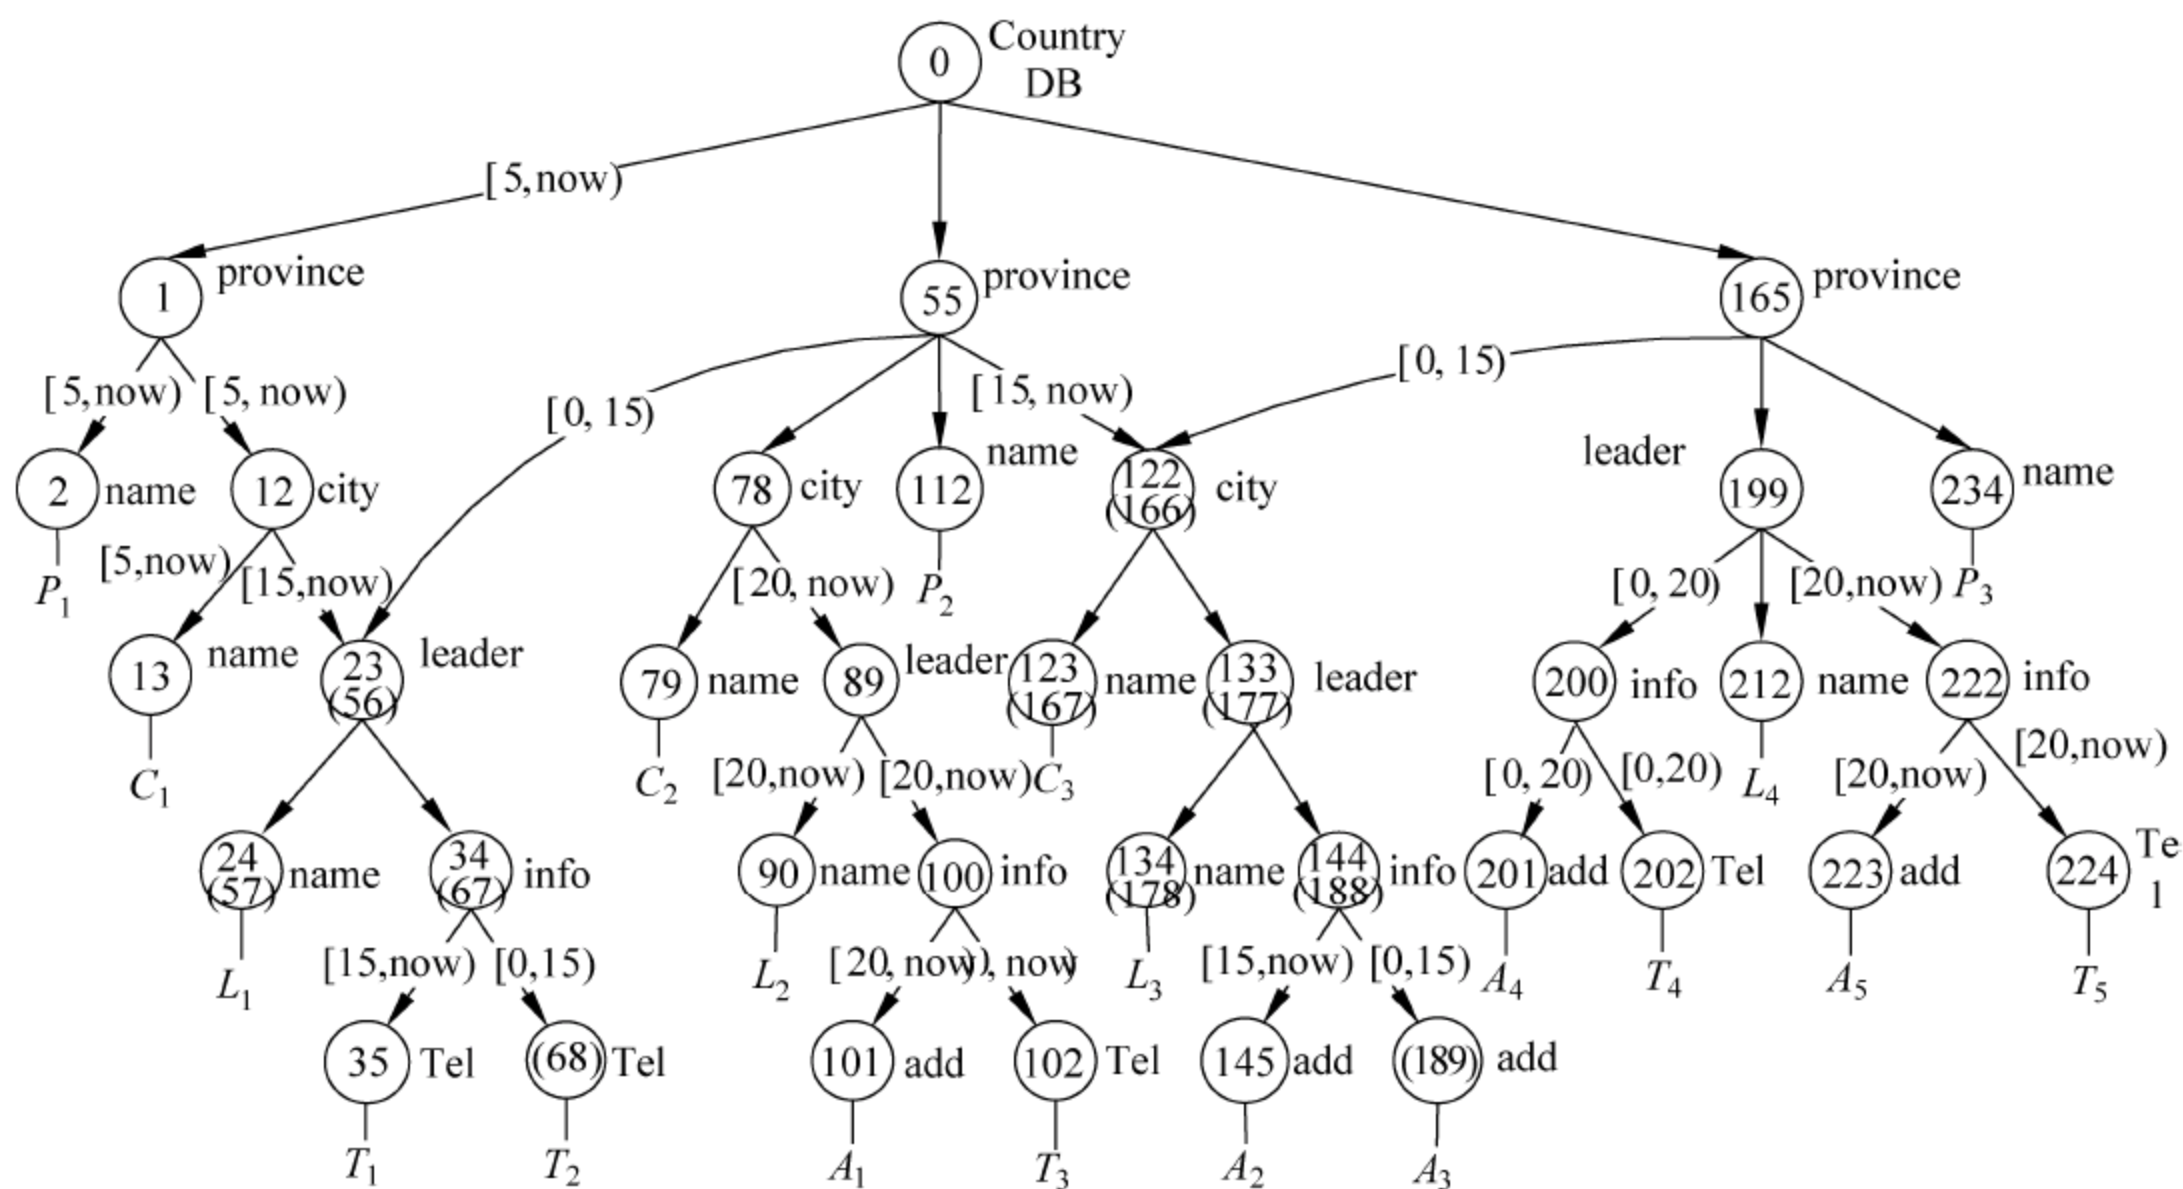 0 Country
DB
[5,now)
1 province
55 province
165 province
[5,now) [5, now)
[0, 15)
[15, now)
[0, 15)
2 name
12 city
78 city
112 name
122
(166) city
leader 199
234 name
P1
[5,now)
[15,now)
[20, now)
P2
[0, 20)
[20,now) P3
13 name
23
(56) leader
79 name
89 leader
123
(167) name
133
(177) leader
200 info
212 name
222 info
C1
C2
[20,now) [20,now)
C3
[0, 20) [0,20)
L4
[20,now)
[20,now)
24
(57) name
34
(67) info
90 name
100 info
134
(178) name
144
(188) info
201 add
202 Tel
223 add
224 Te
l
L1
[15,now) [0,15)
L2
[20, now) ), now)
L3
[15,now) [0,15)
A4
T4
A5
T5
35 Tel
(68) Tel
101 add
102 Tel
145 add
(189) add
T1
T2
A1
T3
A2
A3